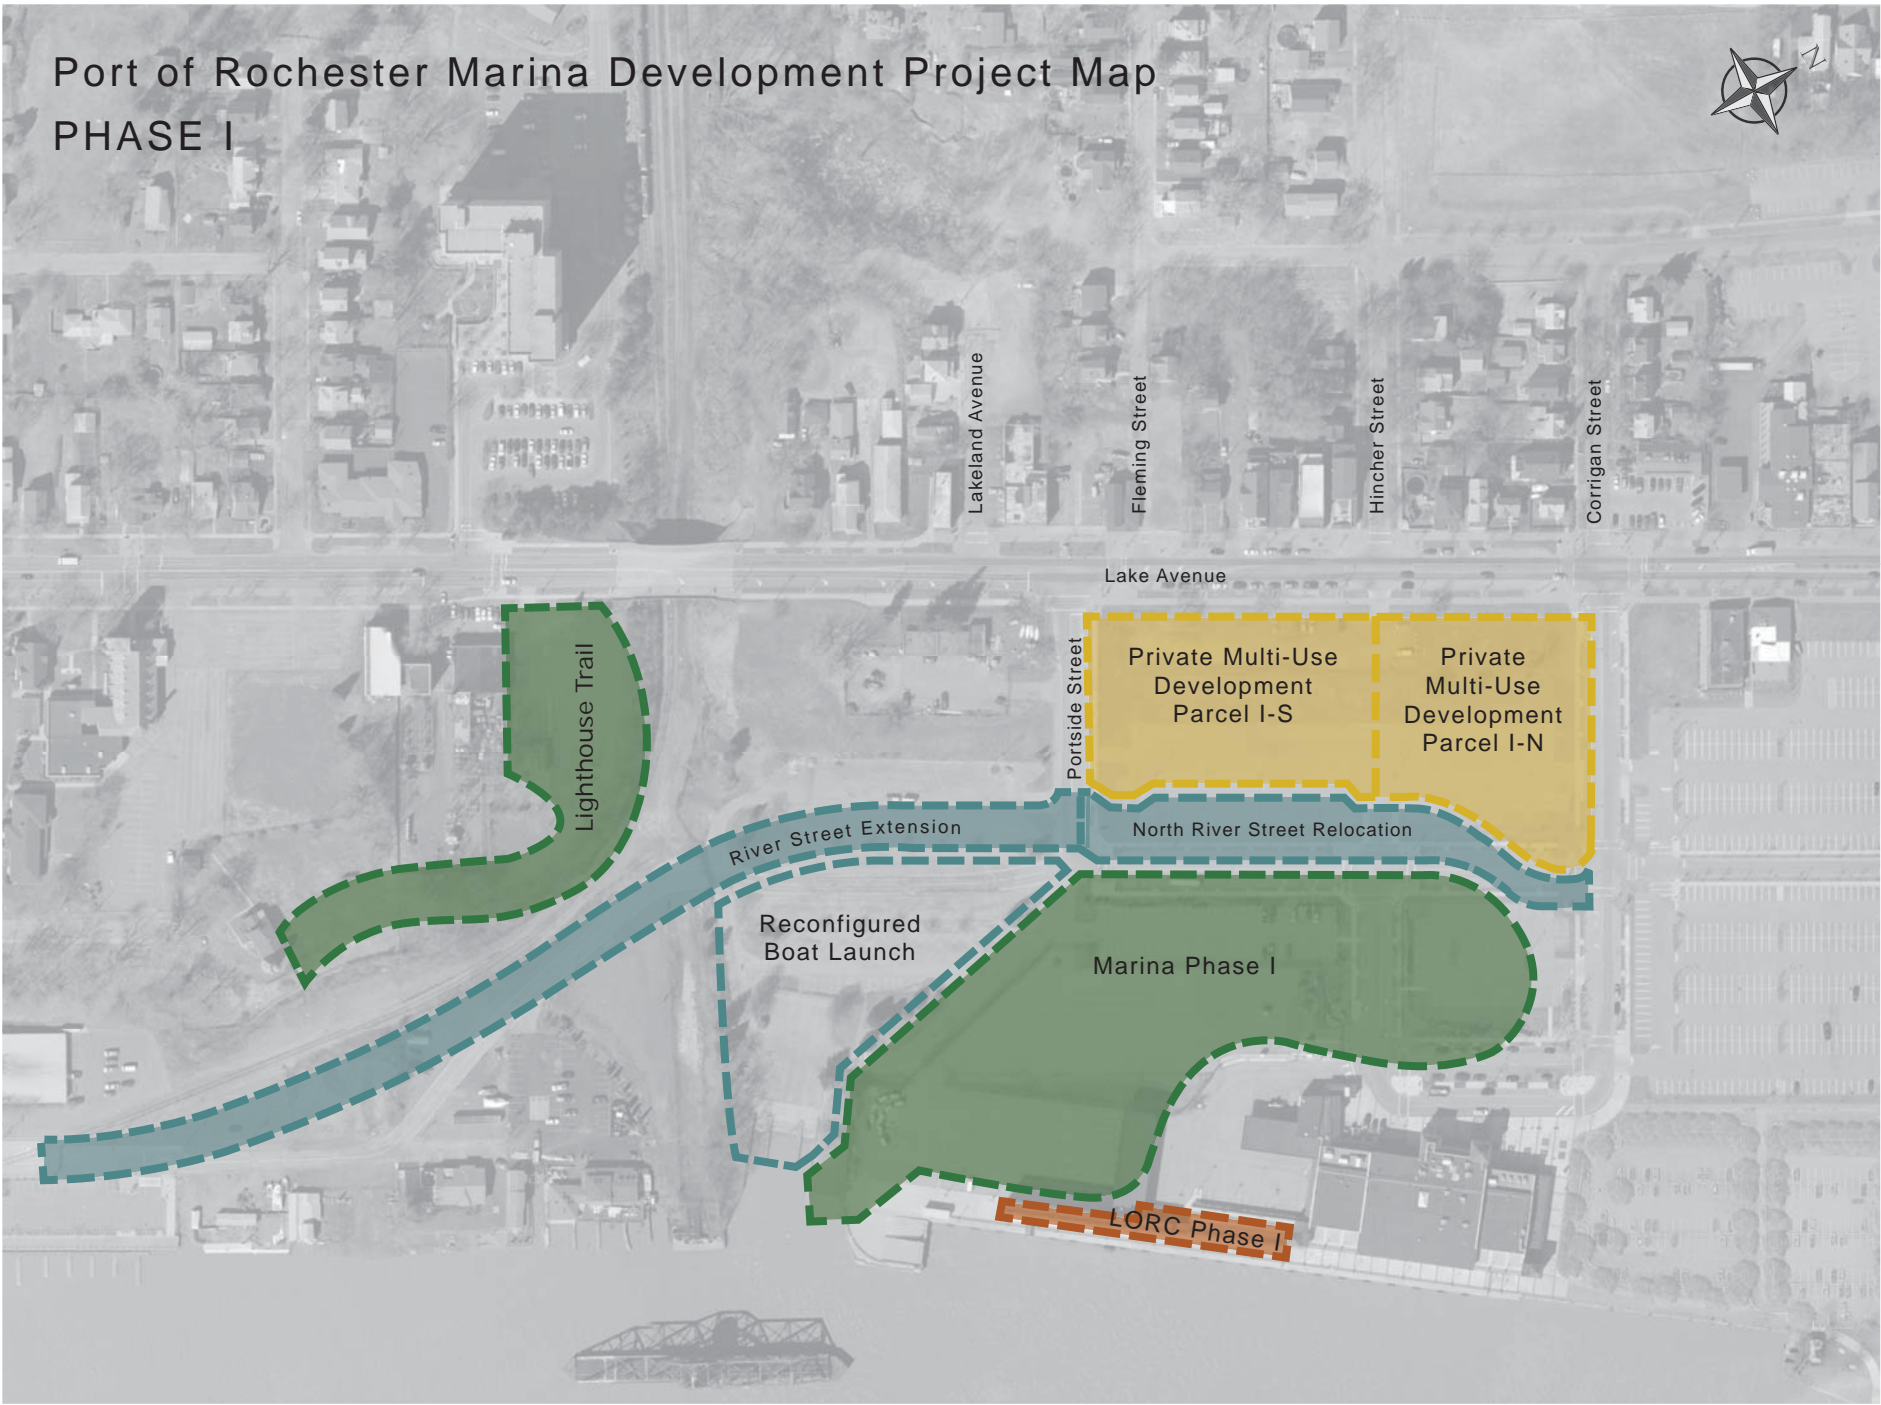 Port of Rochester Marina Development Project Map
PHASE I
N
Lakeland Avenue
Fleming Street
Hincher Street
Corrigan Street
Lake Avenue
Lighthouse Trail
Portside Street
Private Multi-Use
Development
Parcel I-S
Private
Multi-Use
Development
Parcel I-N
River Street Extension
North River Street Relocation
Reconfigured
Boat Launch
Marina Phase I
LORC Phase I